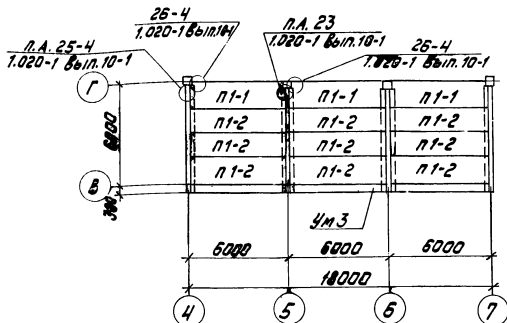 26-4
1.020-1 Вып.10-1
п.А. 23
1.020-1 Вып.10-1
п.А. 25-4
1.020-1 Вып.10-1
26-4
1.020-1 Вып.10-1
Г
п1-1 п1-1 п1-1
п1-2 п1-2 п1-2
п1-2 п1-2 п1-2
п1-2 п1-2 п1-2
6000
В
300
Ум3
6000 6000 6000
18000
4 5 6 7